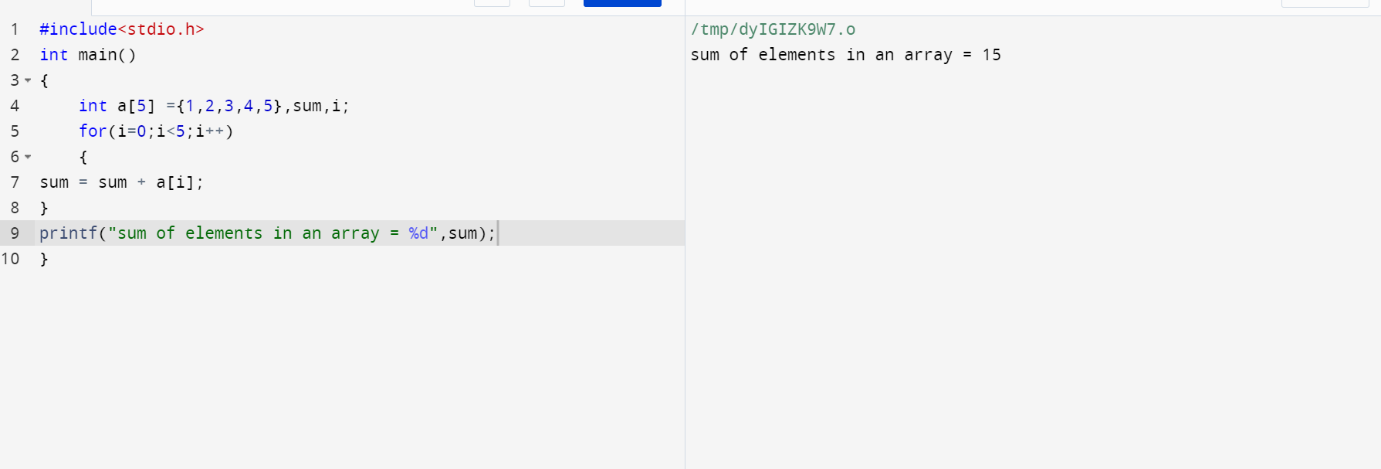 1 #include<stdio.h>
2 int main()
3 {
4     int a[5] ={1,2,3,4,5},sum,i;
5     for(i=0;i<5;i++)
6     {
7 sum = sum + a[i];
8 }
9 printf("sum of elements in an array = %d",sum);
10 }
/tmp/dyIGIZK9W7.o
sum of elements in an array = 15